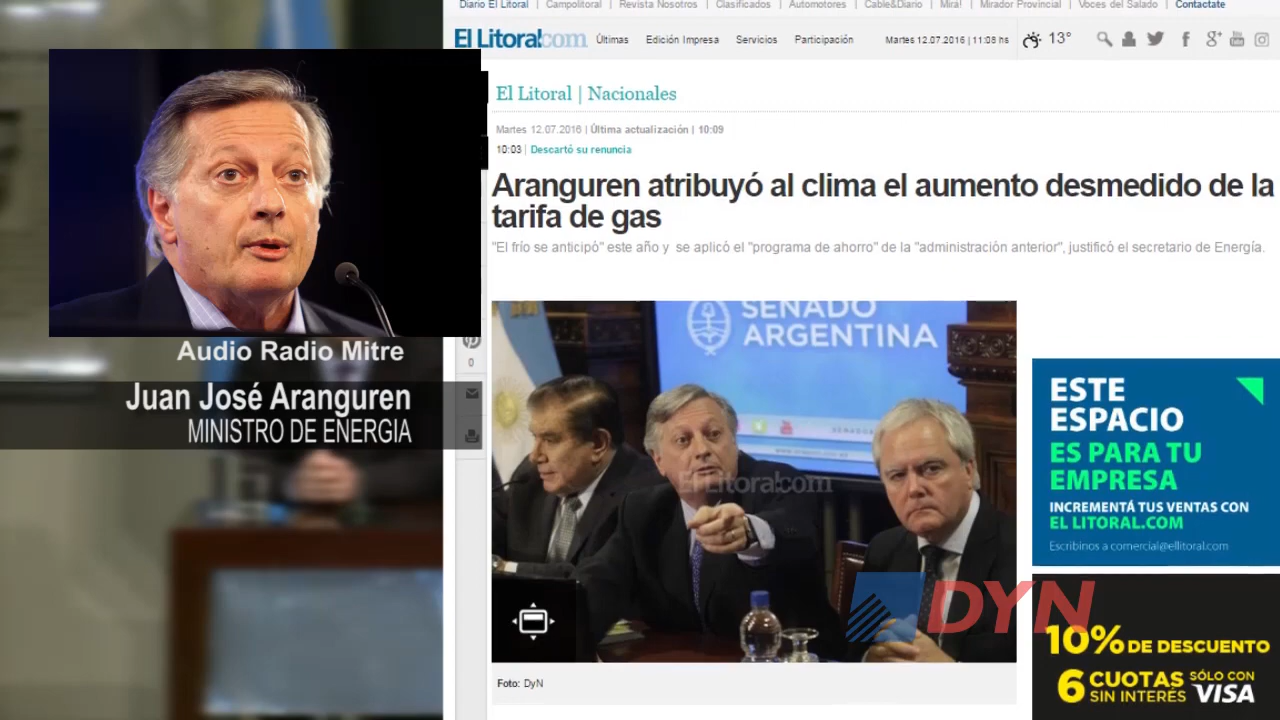 Diario El Litoral | Campolitoral | Revista Nosotros | Clasificados | Automotores | Cable&Diario | Mirá! | Mirador Provincial | Voces del Salado | Contactate
El Litoral.com Últimas Edición Impresa Servicios Participación Martes 12.07.2016 | 11:08 hs 13°
El Litoral | Nacionales
Martes 12.07.2016 | Última actualización | 10:09
10:03 | Descartó su renuncia
Aranguren atribuyó al clima el aumento desmedido de la
tarifa de gas
"El frío se anticipó" este año y se aplicó el "programa de ahorro" de la "administración anterior", justificó el secretario de Energía.
SENADO
ARGENTINA
El Litoral.com
0
Foto: DyN
Audio Radio Mitre
Juan José Aranguren
MINISTRO DE ENERGIA
ESTE
ESPACIO
ES PARA TU
EMPRESA
INCREMENTÁ TUS VENTAS CON
EL LITORAL.COM
Escribinos a comercial@ellitoral.com
DYN
10% DE DESCUENTO
6 CUOTAS SIN INTERÉS SÓLO CON VISA